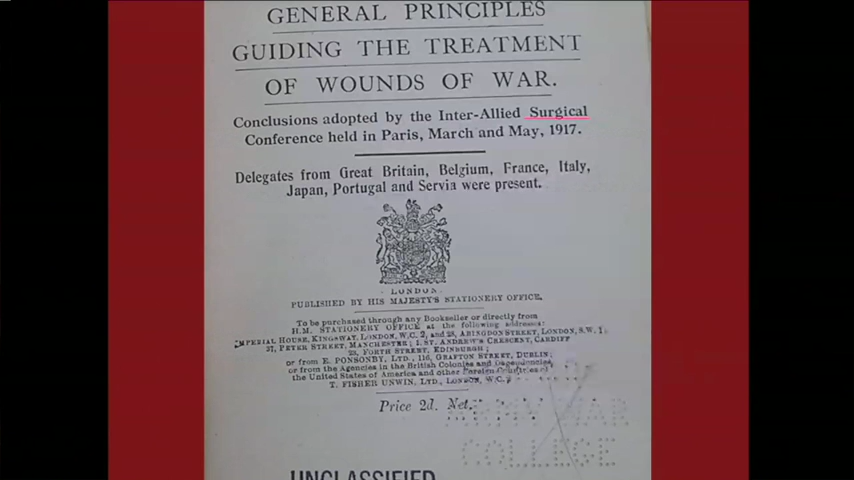 GENERAL PRINCIPLES
GUIDING THE TREATMENT
OF WOUNDS OF WAR.
Conclusions adopted by the Inter-Allied Surgical
Conference held in Paris, March and May, 1917.
Delegates from Great Britain, Belgium, France, Italy,
Japan, Portugal and Servia were present.
LONDON:
PUBLISHED BY HIS MAJESTY'S STATIONERY OFFICE.
To be purchased through any Bookseller or directly from
H.M. STATIONERY OFFICE at the following addresses:
IMPERIAL HOUSE, KINGSWAY, LONDON, W.C. 2, and 28, ABINGDON STREET, LONDON, S.W. 1;
37, PETER STREET, MANCHESTER; 1, ST. ANDREW'S CRESCENT, CARDIFF
23, FORTH STREET, EDINBURGH;
or from E. PONSONBY, LTD., 116, GRAFTON STREET, DUBLIN;
or from the Agencies in the British Colonies and Dependencies,
the United States of America and other Foreign Countries of
T. FISHER UNWIN, LTD., LONDON, W.C. 2
Price 2d. Net.
ARMY WAR
COLLEGE
UNCLASSIFIED